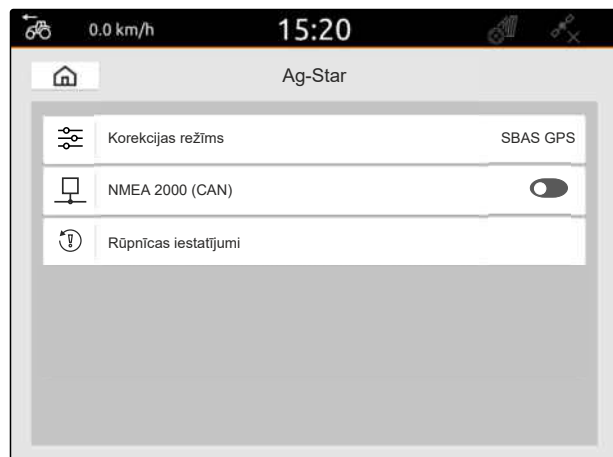 0.0 km/h 15:20
Ag-Star
Korekcijas režīms SBAS GPS
NMEA 2000 (CAN)
Rūpnīcas iestatījumi